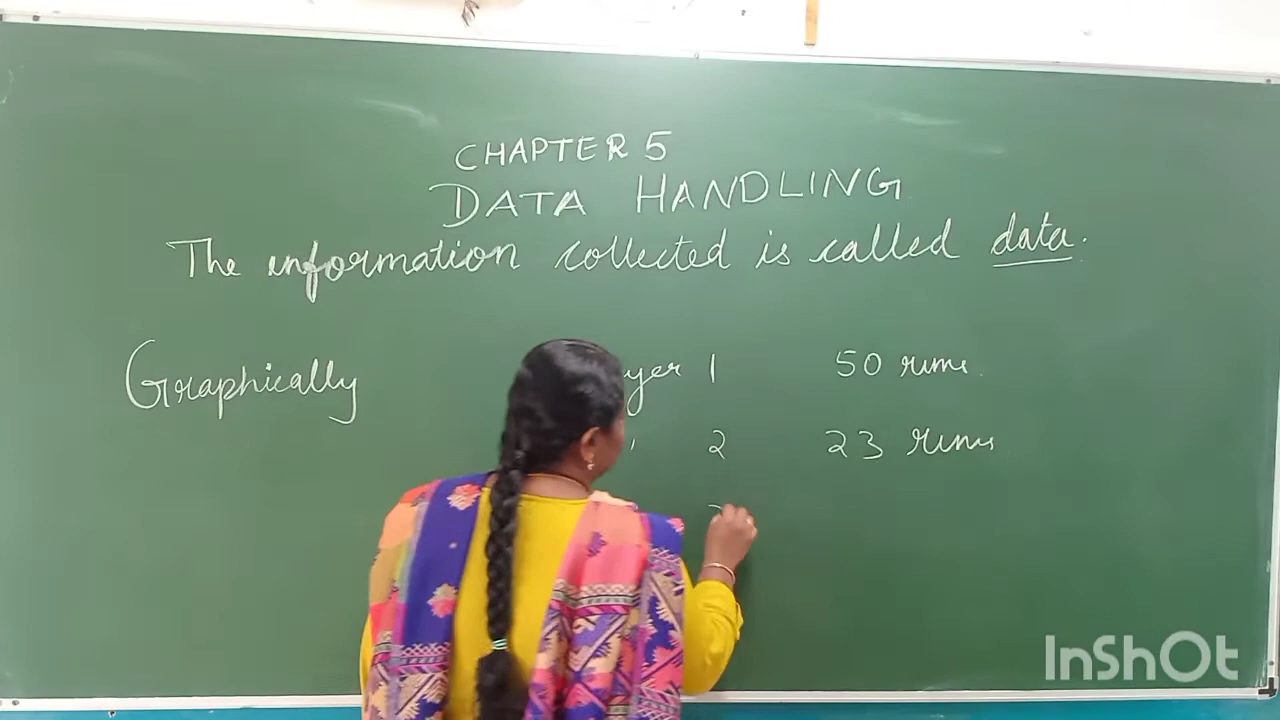 CHAPTER 5
DATA HANDLING
The information collected is called data.
Graphically yer 1 50 runs.
2 23 runs
InShOt